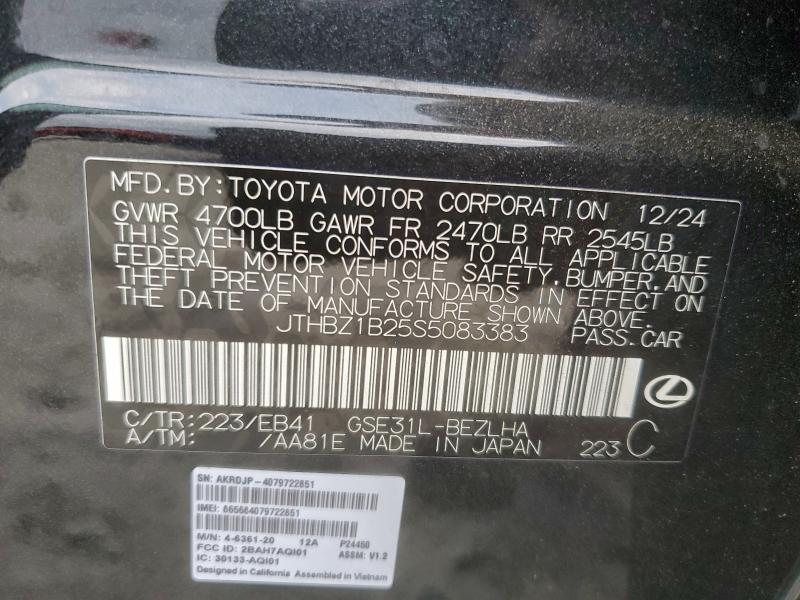 MFD.BY:TOYOTA MOTOR CORPORATION 12/24
GVWR 4700LB GAWR FR 2470LB RR 2545LB
THIS VEHICLE CONFORMS TO ALL APPLICABLE
FEDERAL MOTOR VEHICLE SAFETY,BUMPER,AND
THEFT PREVENTION STANDARDS IN EFFECT ON
THE DATE OF MANUFACTURE SHOWN ABOVE.
JTHBZ1B25S5083383 PASS.CAR
C/TR:223/EB41 GSE31L-BEZLHA
A/TM: /AA81E MADE IN JAPAN 223 C
SN: AKRDJP-4079722851
IMEI: 865664079722851
M/N: 4-6361-20 12A P24450
FCC ID: 2BAH7AQI01 ASSM: V1.2
IC: 30133-AQI01
Designed in California Assembled in Vietnam